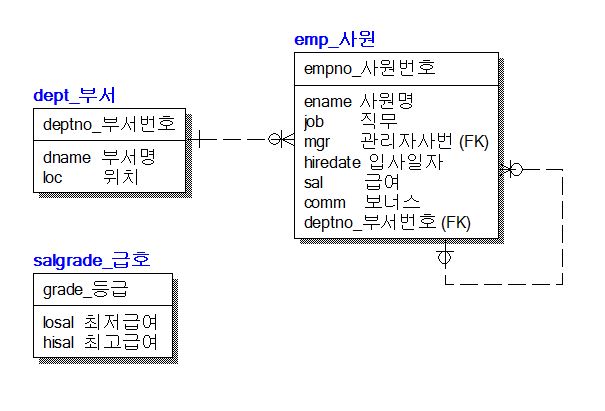 emp_사원
empno_사원번호
ename 사원명
job 직무
mgr 관리자사번 (FK)
hiredate 입사일자
sal 급여
comm 보너스
deptno_부서번호 (FK)
dept_부서
deptno_부서번호
dname 부서명
loc 위치
salgrade_급호
grade_등급
losal 최저급여
hisal 최고급여